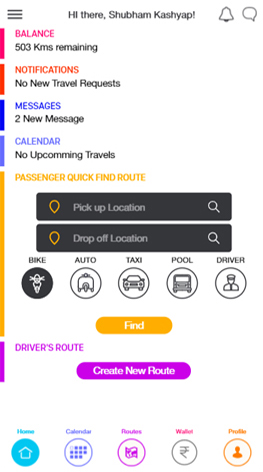 HI there, Shubham Kashyap!
BALANCE
503 Kms remaining
NOTIFICATIONS
No New Travel Requests
MESSAGES
2 New Message
CALENDAR
No Upcomming Travels
PASSENGER QUICK FIND ROUTE
Pick up Location
Drop off Location
BIKE AUTO TAXI POOL DRIVER
Find
DRIVER'S ROUTE
Create New Route
Home Calendar Routes Wallet Profile